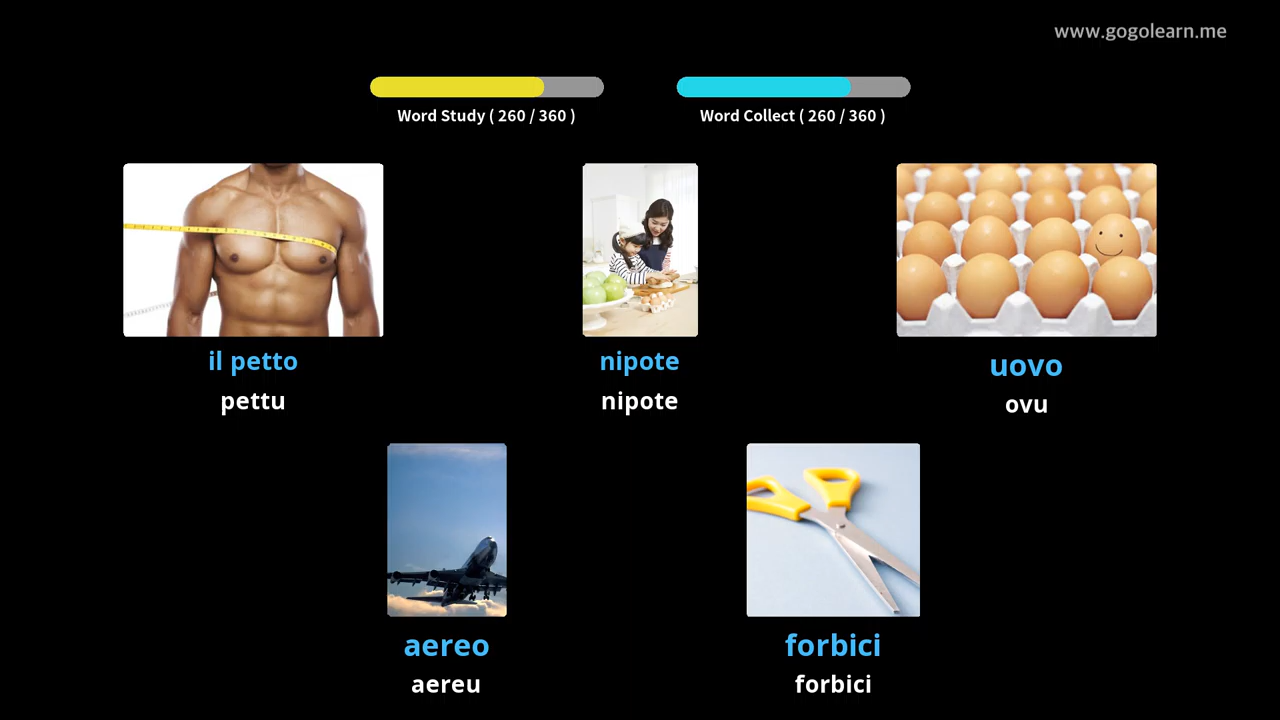 www.gogolearn.me
Word Study ( 260 / 360 )
Word Collect ( 260 / 360 )
il petto
pettu
nipote
nipote
uovo
ovu
aereo
aereu
forbici
forbici